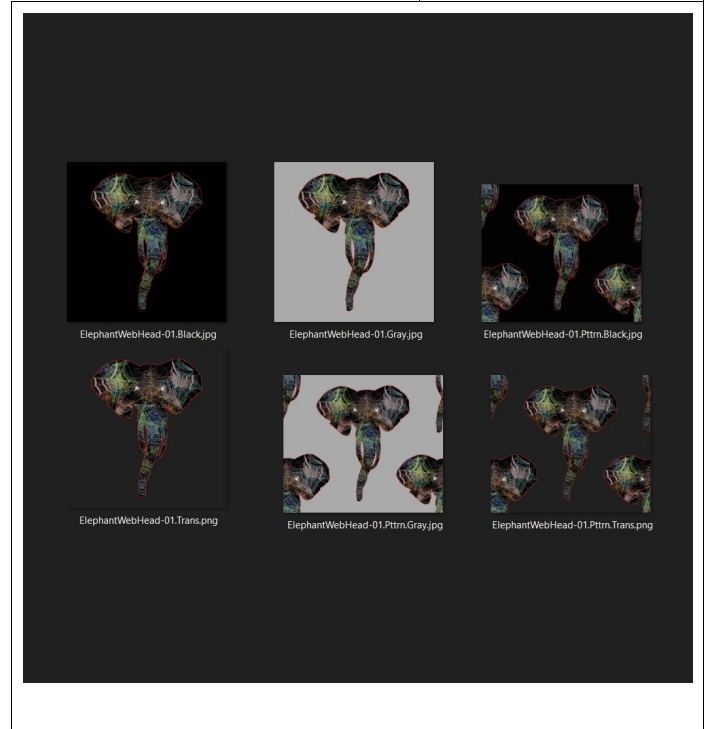 ElephantWebHead-01.Black.jpg
ElephantWebHead-01.Gray.jpg
ElephantWebHead-01.Pttrn.Black.jpg
ElephantWebHead-01.Trans.png
ElephantWebHead-01.Pttrn.Gray.jpg
ElephantWebHead-01.Pttrn.Trans.png